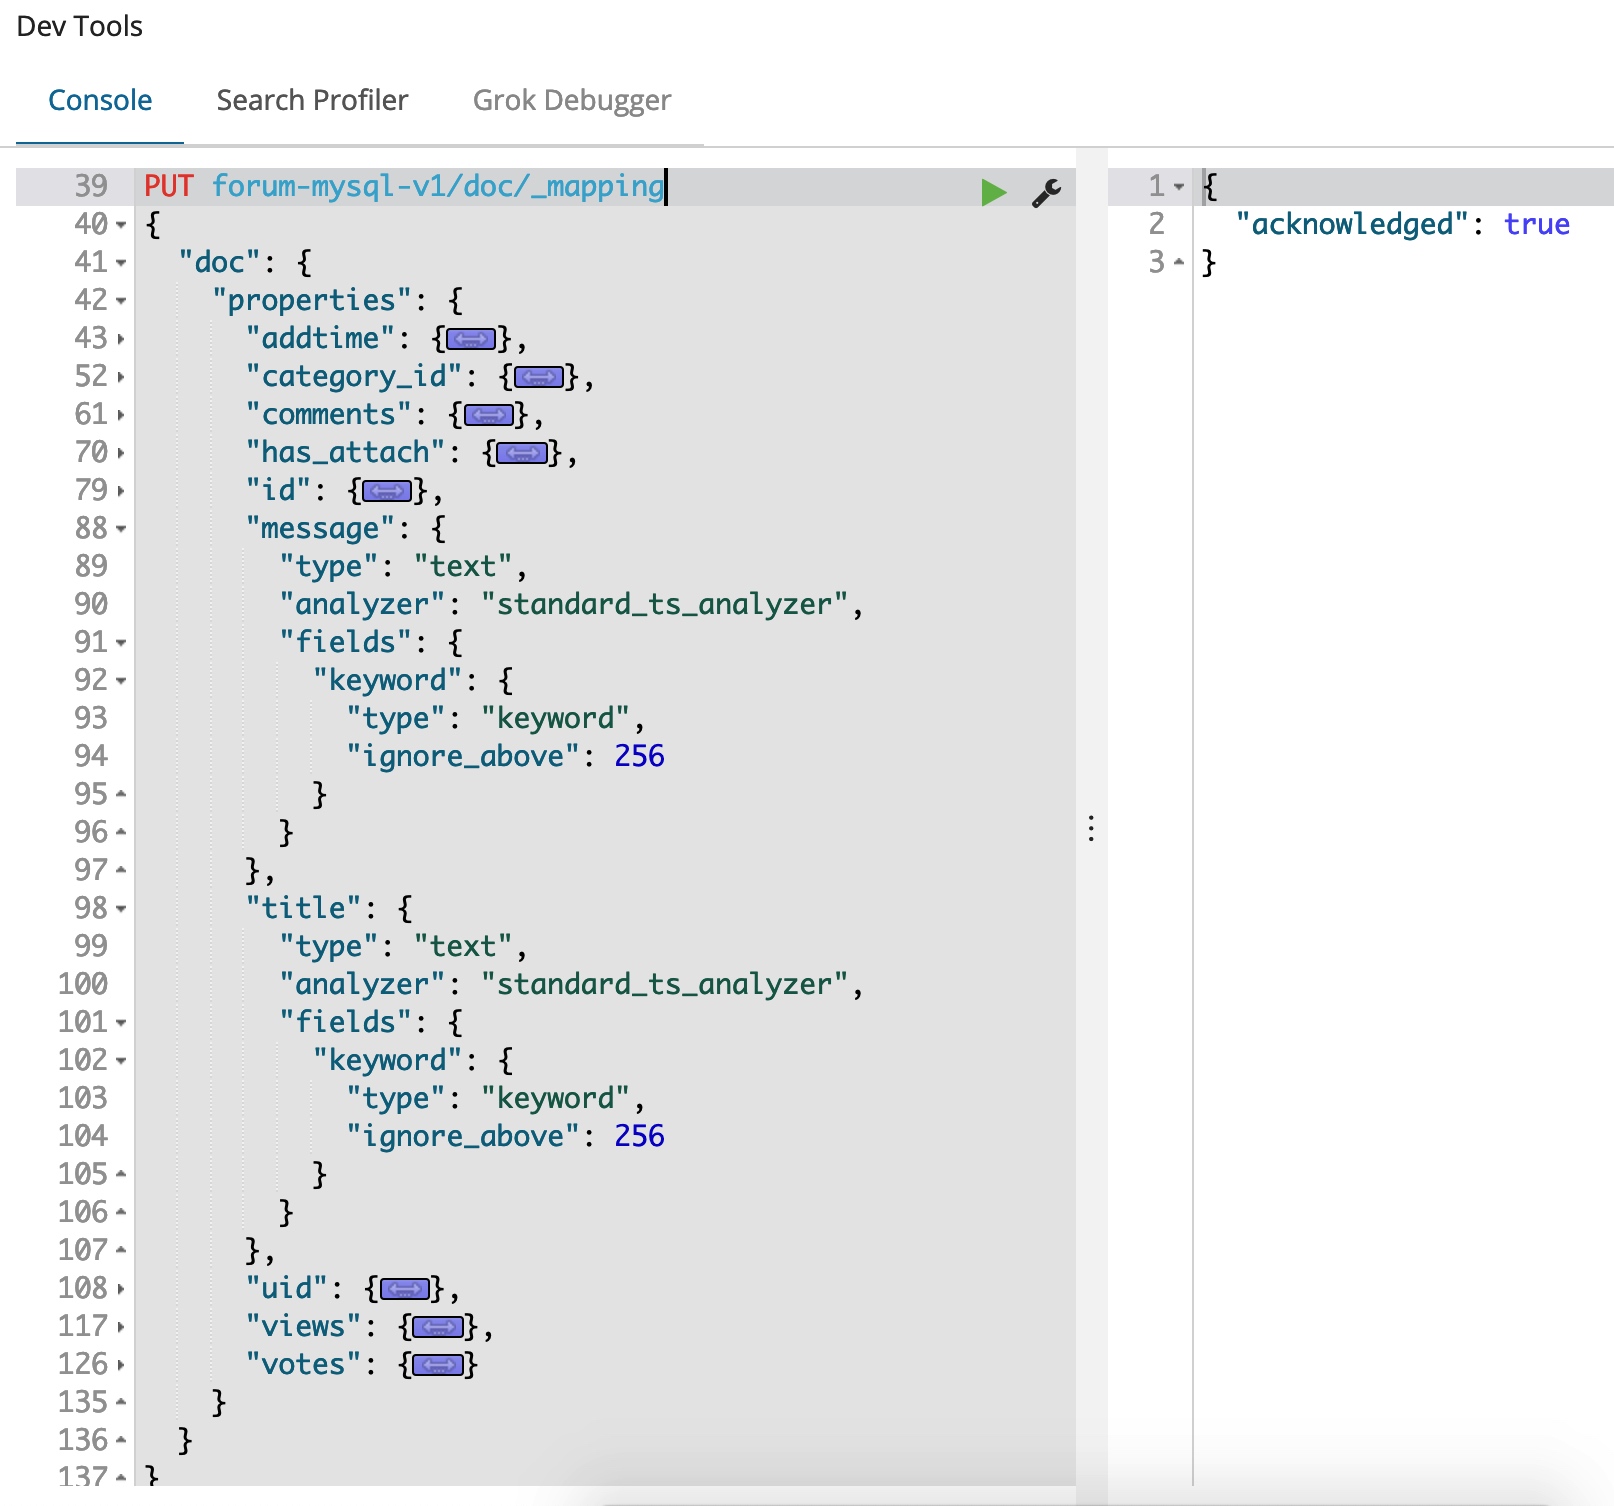 Dev Tools
Console Search Profiler Grok Debugger
39 PUT forum-mysql-v1/doc/_mapping
40 {
41 "doc": {
42 "properties": {
43 "addtime": {},
52 "category_id": {},
61 "comments": {},
70 "has_attach": {},
79 "id": {},
88 "message": {
89 "type": "text",
90 "analyzer": "standard_ts_analyzer",
91 "fields": {
92 "keyword": {
93 "type": "keyword",
94 "ignore_above": 256
95 }
96 }
97 },
98 "title": {
99 "type": "text",
100 "analyzer": "standard_ts_analyzer",
101 "fields": {
102 "keyword": {
103 "type": "keyword",
104 "ignore_above": 256
105 }
106 }
107 },
108 "uid": {},
117 "views": {},
126 "votes": {}
135 }
136 }
137 }
1 {
2 "acknowledged": true
3 }